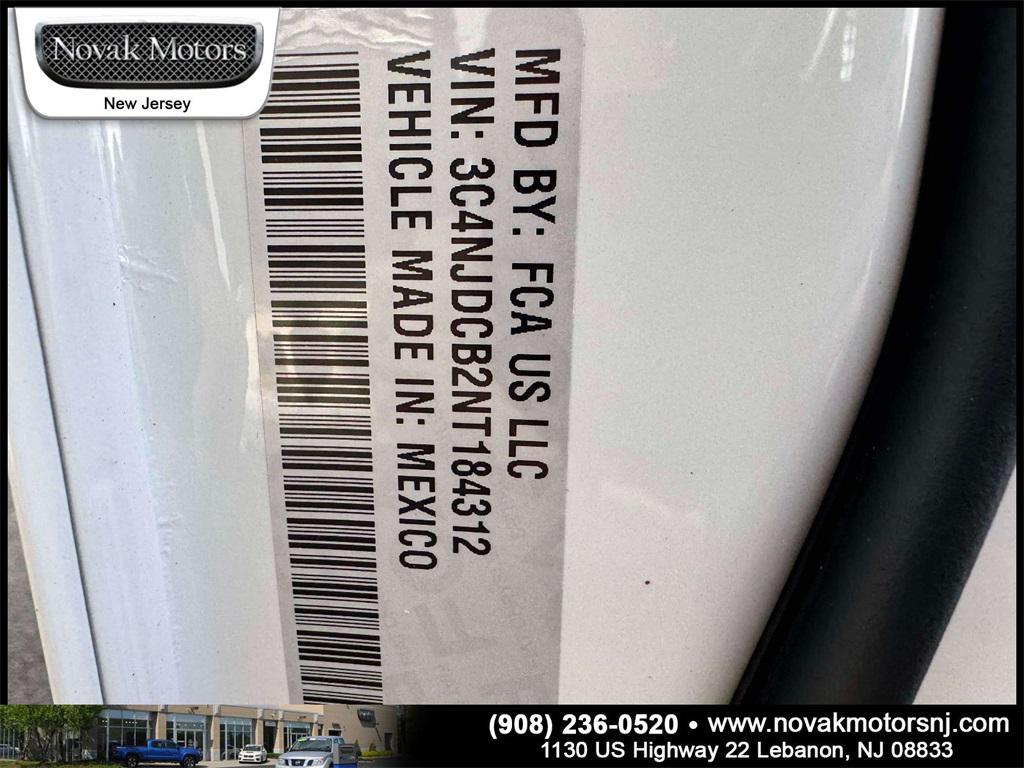 Novak Motors
New Jersey
MFD BY: FCA US LLC
VIN: 3C4NJDCB2NT184312
VEHICLE MADE IN: MEXICO
(908) 236-0520 • www.novakmotorsnj.com
1130 US Highway 22 Lebanon, NJ 08833